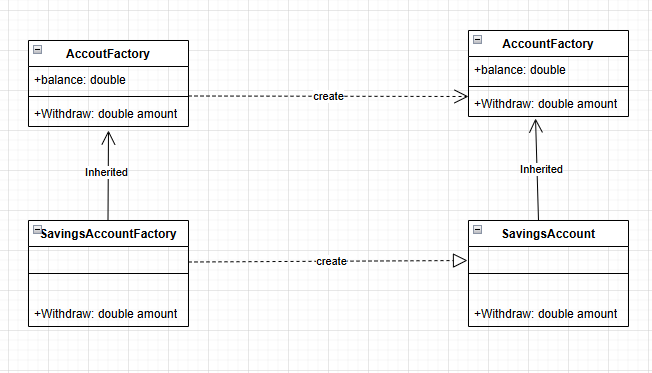 AccoutFactory
+balance: double
+Withdraw: double amount
AccountFactory
+balance: double
+Withdraw: double amount
create
Inherited
Inherited
SavingsAccountFactory
+Withdraw: double amount
SavingsAccount
+Withdraw: double amount
create